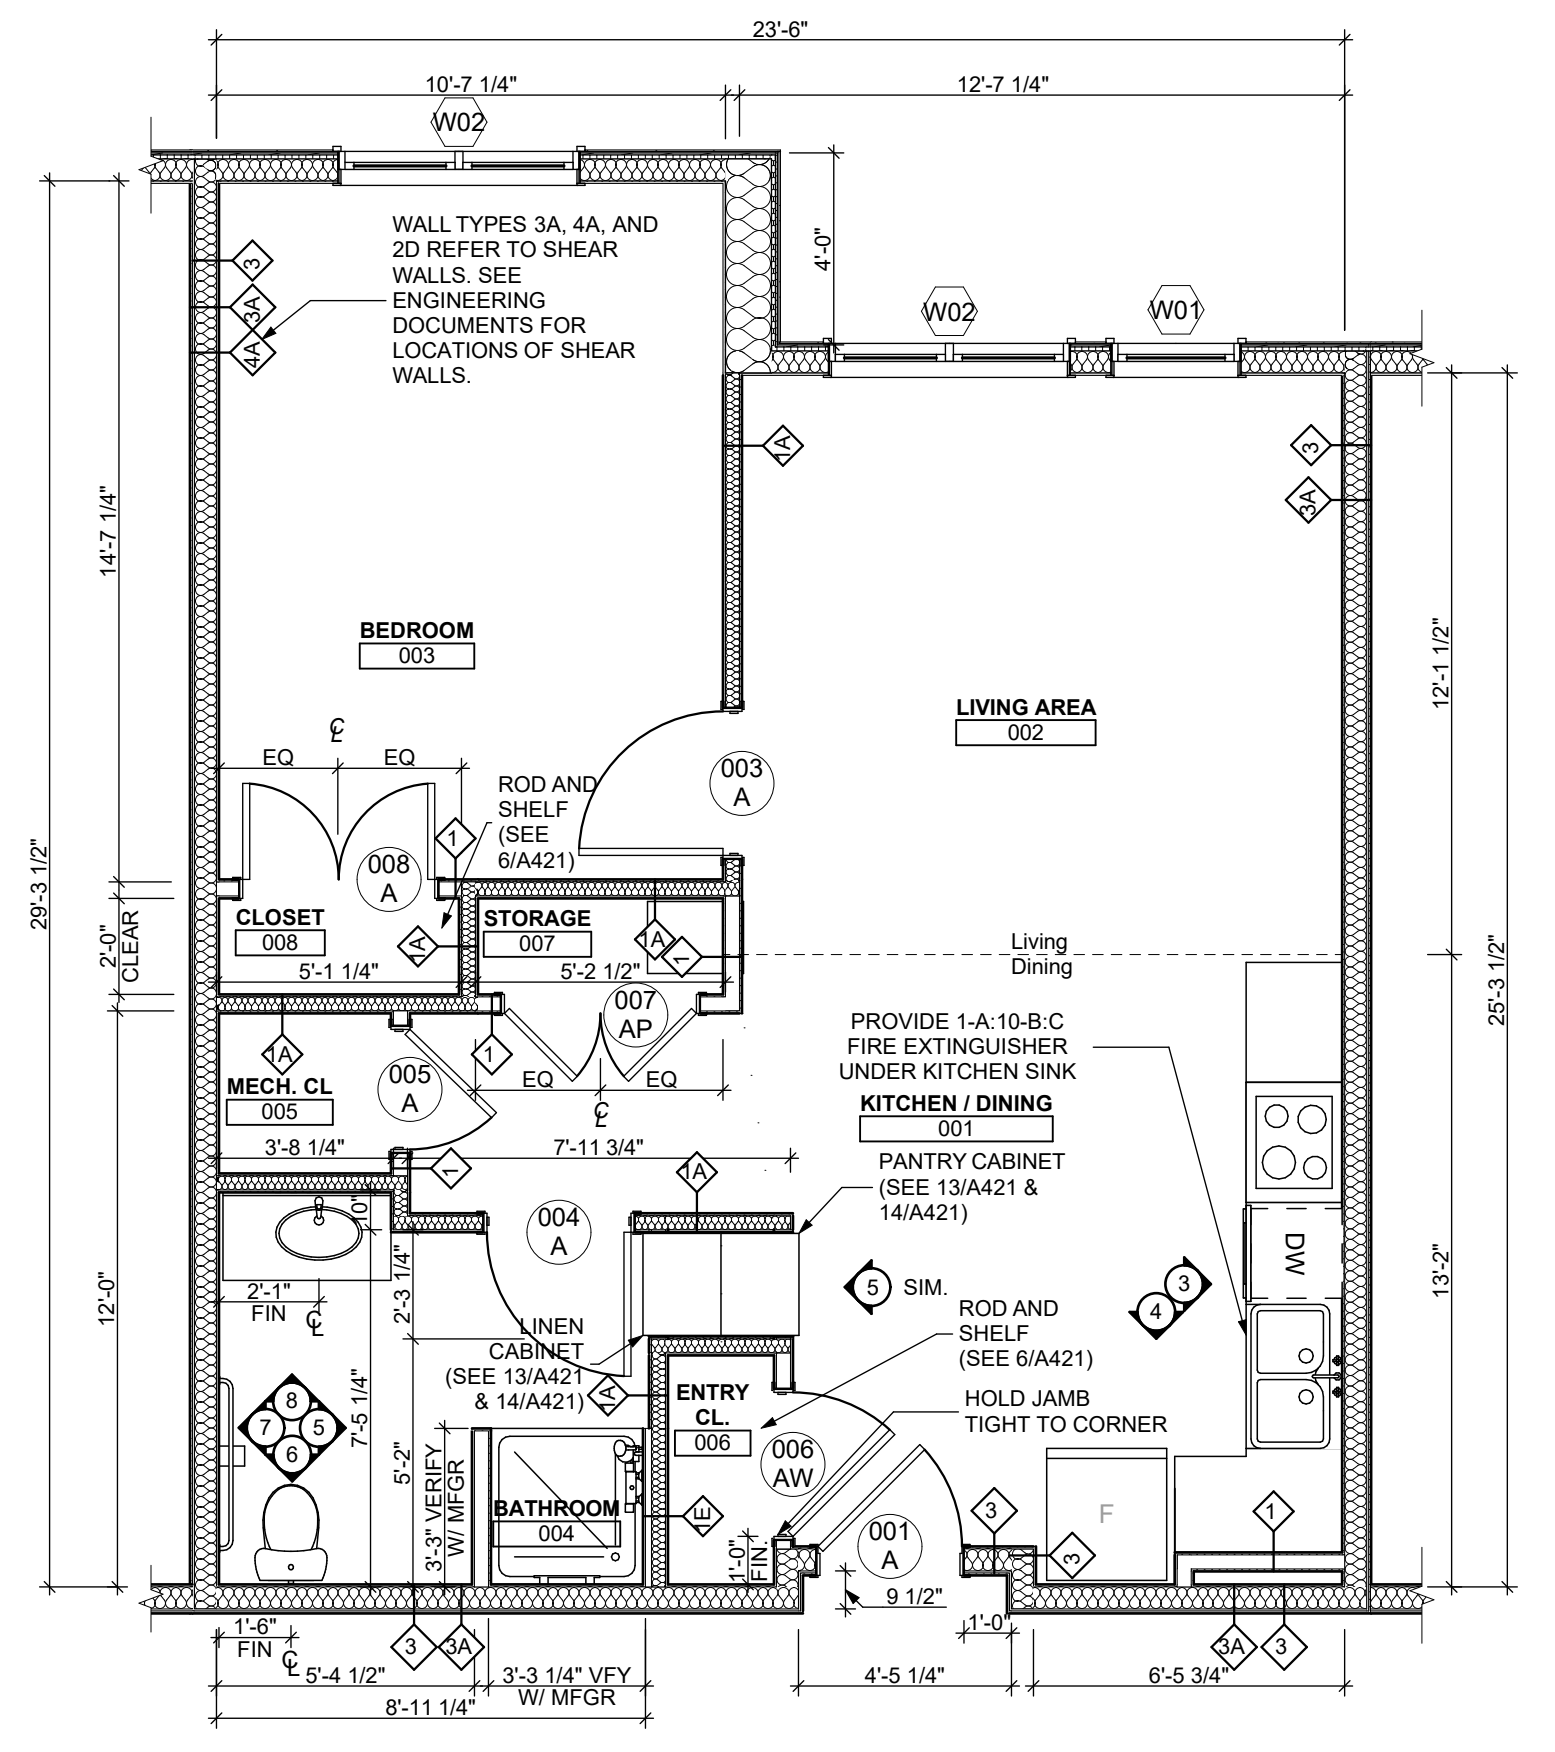 23'-6"
10'-7 1/4"
12'-7 1/4"
W02
WALL TYPES 3A, 4A, AND
2D REFER TO SHEAR
WALLS. SEE
ENGINEERING
DOCUMENTS FOR
LOCATIONS OF SHEAR
WALLS.
3
3A
4A
4'-0"
W02
W01
1A
3
3A
14'-7 1/4"
29'-3 1/2"
12'-1 1/2"
25'-3 1/2"
BEDROOM
003
LIVING AREA
002
C L
EQ
EQ
ROD AND
SHELF
(SEE
6/A421)
003
A
1
008
A
2'-0"
CLEAR
CLOSET
008
1A
STORAGE
007
1A
1
Living
Dining
5'-1 1/4"
5'-2 1/2"
007
AP
1A
1
005
A
MECH. CL
005
EQ
EQ
C L
PROVIDE 1-A:10-B:C
FIRE EXTINGUISHER
UNDER KITCHEN SINK
KITCHEN / DINING
001
3'-8 1/4"
7'-11 3/4"
1
1A
PANTRY CABINET
(SEE 13/A421 &
14/A421)
10"
004
A
12'-0"
13'-2"
DW
2'-1"
FIN
C L
2'-3 1/4"
5
SIM.
3
4
LINEN
CABINET
(SEE 13/A421
& 14/A421)
1A
ROD AND
SHELF
(SEE 6/A421)
ENTRY
CL.
006
HOLD JAMB
TIGHT TO CORNER
8
7
5
6
7'-5 1/4"
5'-2"
3'-3" VERIFY
W/ MFGR
006
AW
BATHROOM
004
1E
1'-0"
FIN.
001
A
3
3
F
1
9 1/2"
1'-6"
FIN
C L
3
3A
1'-0"
3A
3
5'-4 1/2"
3'-3 1/4" VFY
W/ MFGR
4'-5 1/4"
6'-5 3/4"
8'-11 1/4"